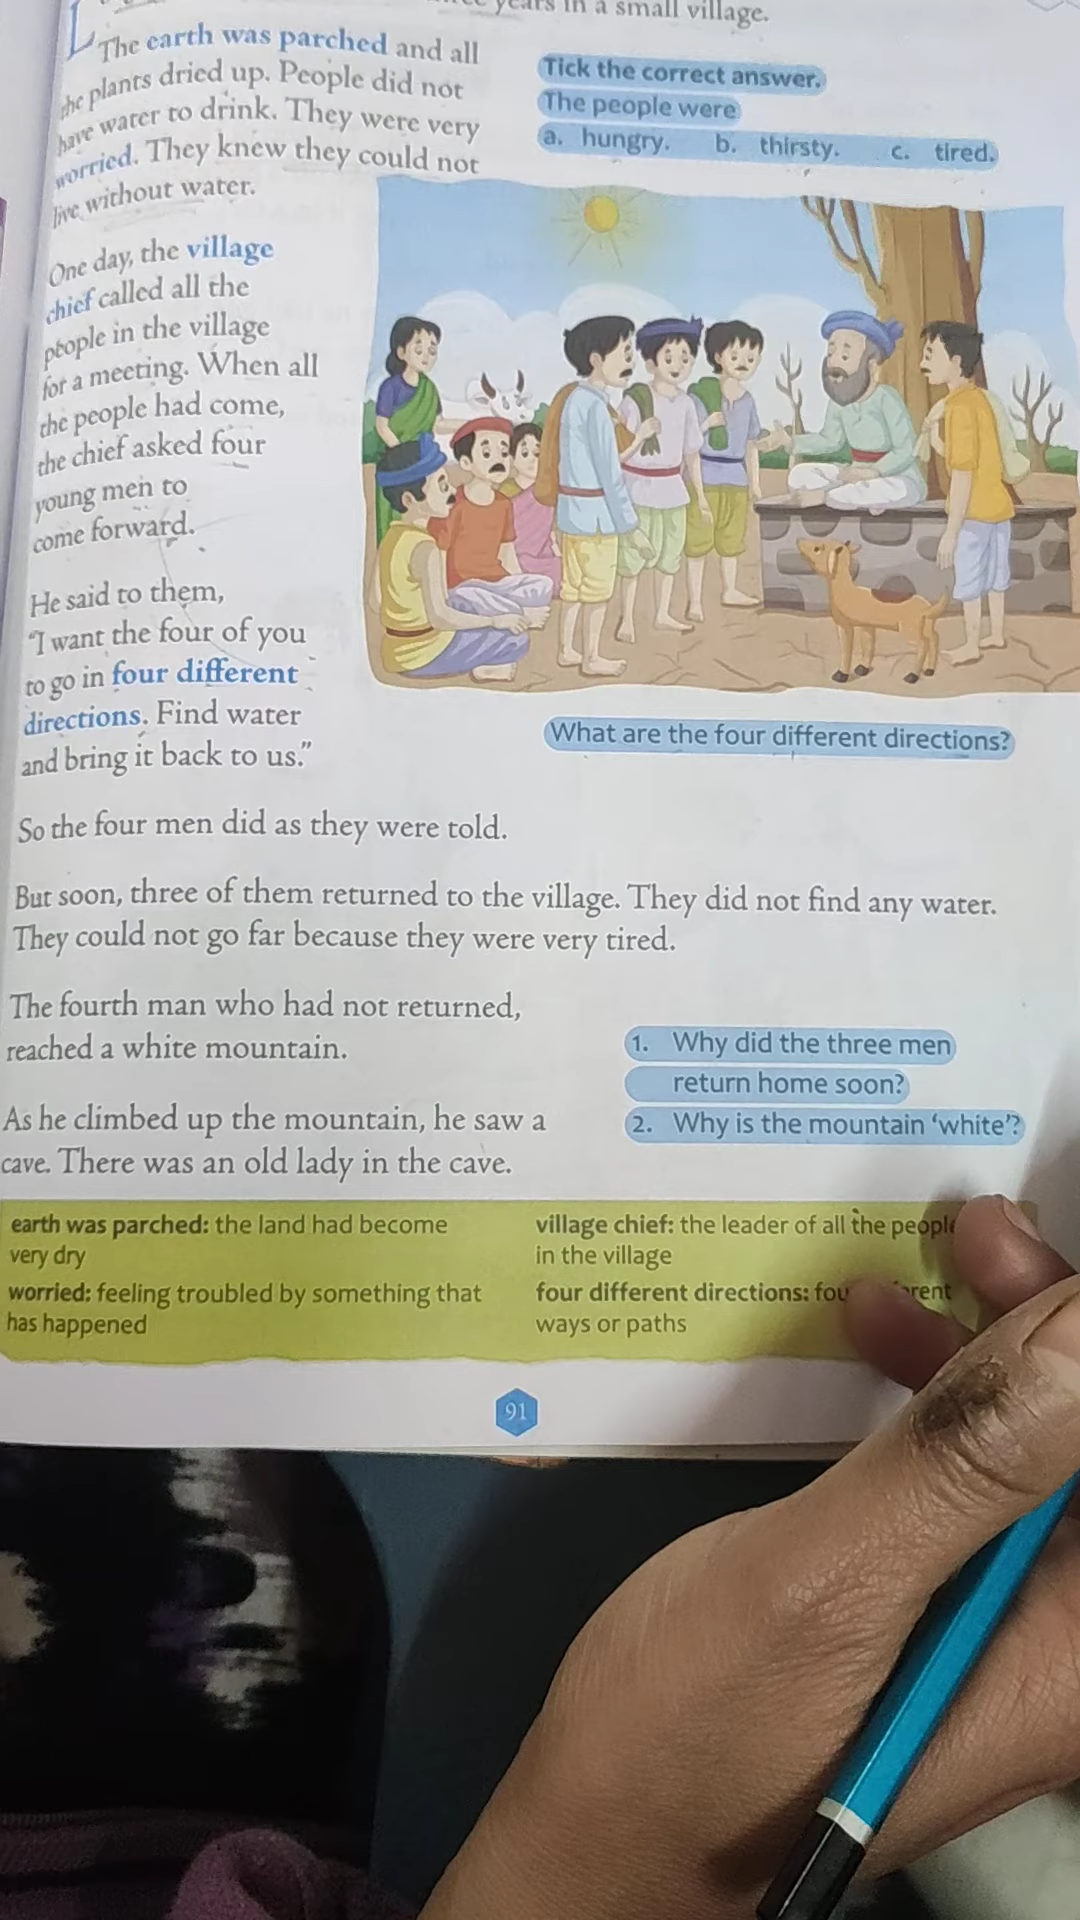 years in a small village.
The earth was parched and all
the plants dried up. People did not
have water to drink. They were very
worried. They knew they could not
live without water.
Tick the correct answer.
The people were
a. hungry. b. thirsty. c. tired.
One day, the village
chief called all the
people in the village
for a meeting. When all
the people had come,
the chief asked four
young men to
come forward.
He said to them,
“I want the four of you
to go in four different
directions. Find water
and bring it back to us.”
What are the four different directions?
So the four men did as they were told.
But soon, three of them returned to the village. They did not find any water.
They could not go far because they were very tired.
The fourth man who had not returned,
reached a white mountain.
As he climbed up the mountain, he saw a
cave. There was an old lady in the cave.
1. Why did the three men
return home soon?
2. Why is the mountain ‘white’?
earth was parched: the land had become
very dry
worried: feeling troubled by something that
has happened
village chief: the leader of all the people
in the village
four different directions:
ways or paths
91